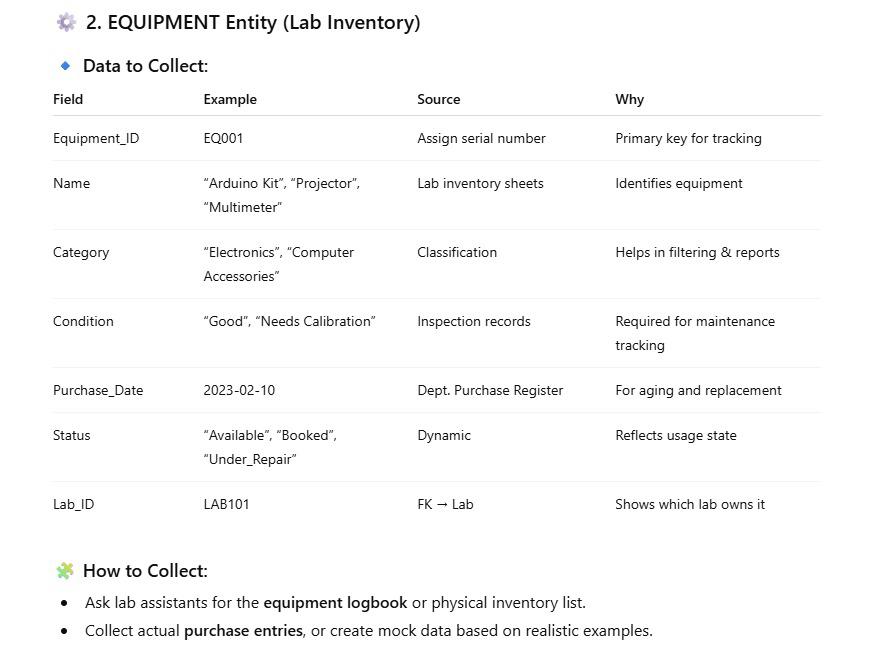 2. EQUIPMENT Entity (Lab Inventory)
Data to Collect:
Field Example Source Why
Equipment_ID EQ001 Assign serial number Primary key for tracking
Name “Arduino Kit”, “Projector”, Lab inventory sheets Identifies equipment
“Multimeter”
Category “Electronics”, “Computer Classification Helps in filtering & reports
Accessories”
Condition “Good”, “Needs Calibration” Inspection records Required for maintenance
tracking
Purchase_Date 2023-02-10 Dept. Purchase Register For aging and replacement
Status “Available”, “Booked”, Dynamic Reflects usage state
“Under_Repair”
Lab_ID LAB101 FK → Lab Shows which lab owns it
How to Collect:
• Ask lab assistants for the equipment logbook or physical inventory list.
• Collect actual purchase entries, or create mock data based on realistic examples.